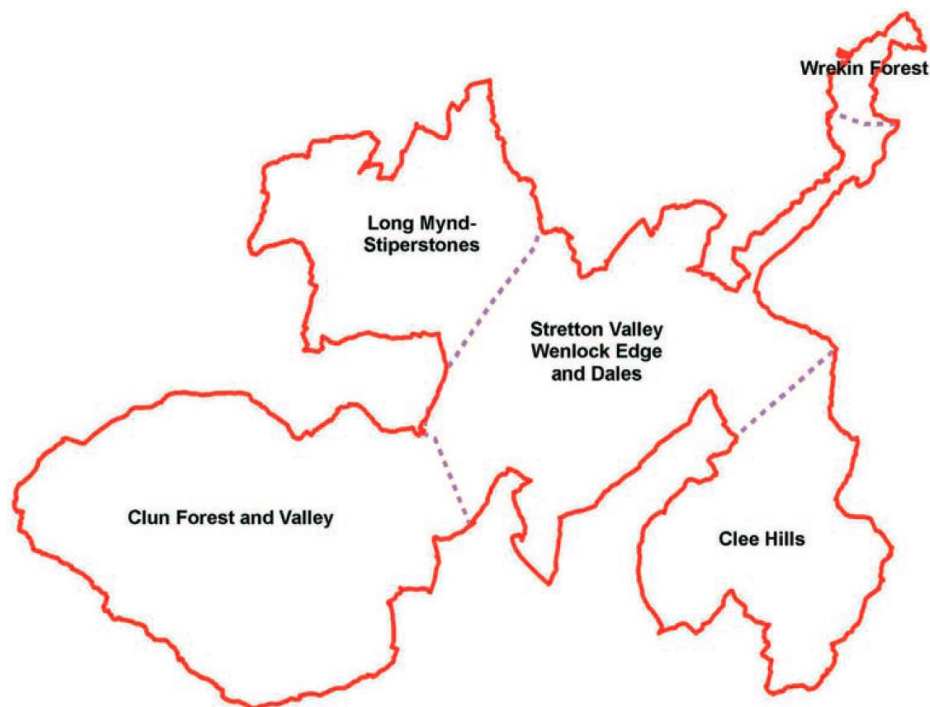 Wrekin Forest
Long Mynd-
Stiperstones
Stretton Valley
Wenlock Edge
and Dales
Clun Forest and Valley
Clee Hills